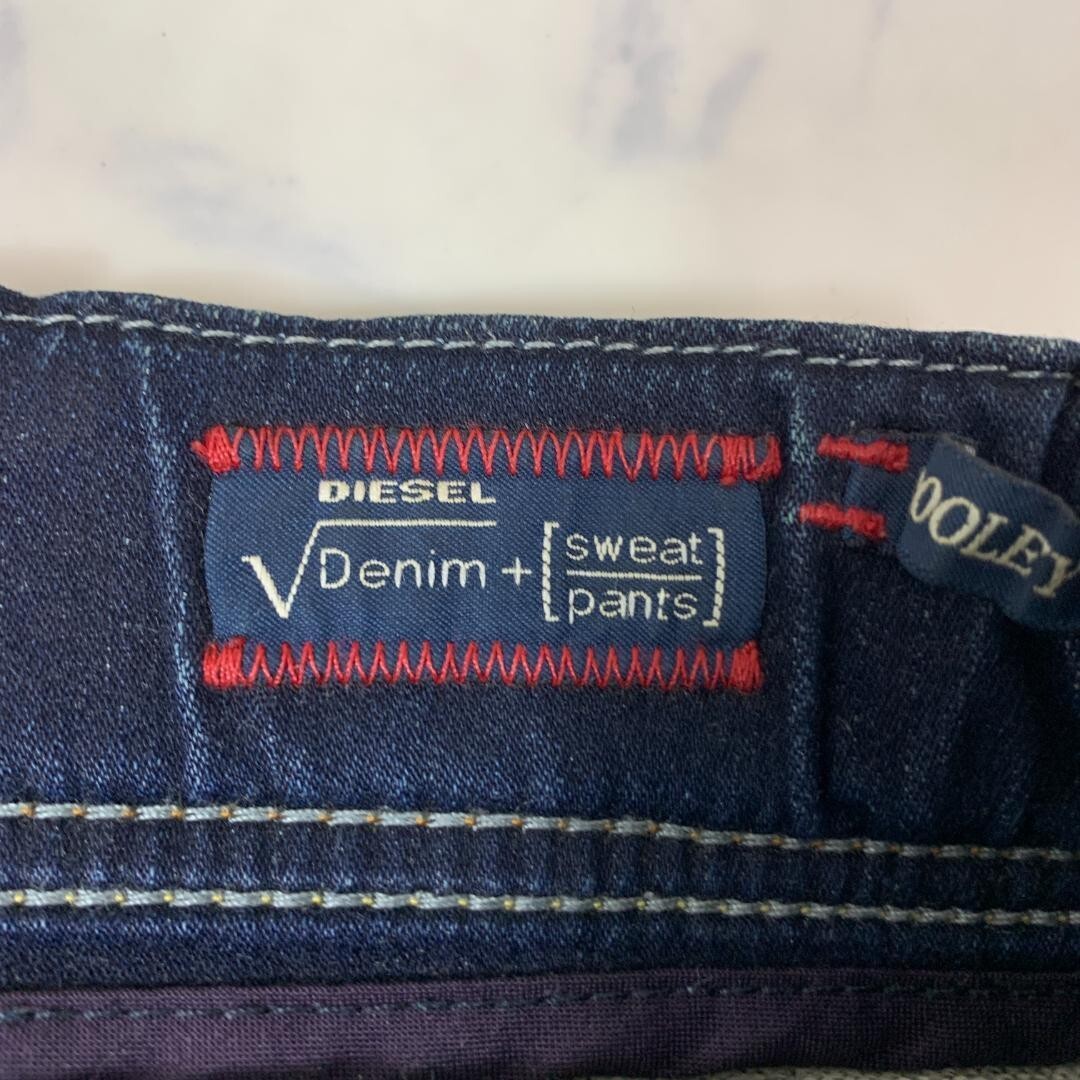 DIESEL
√Denim + [sweat
pants]
OOLEY